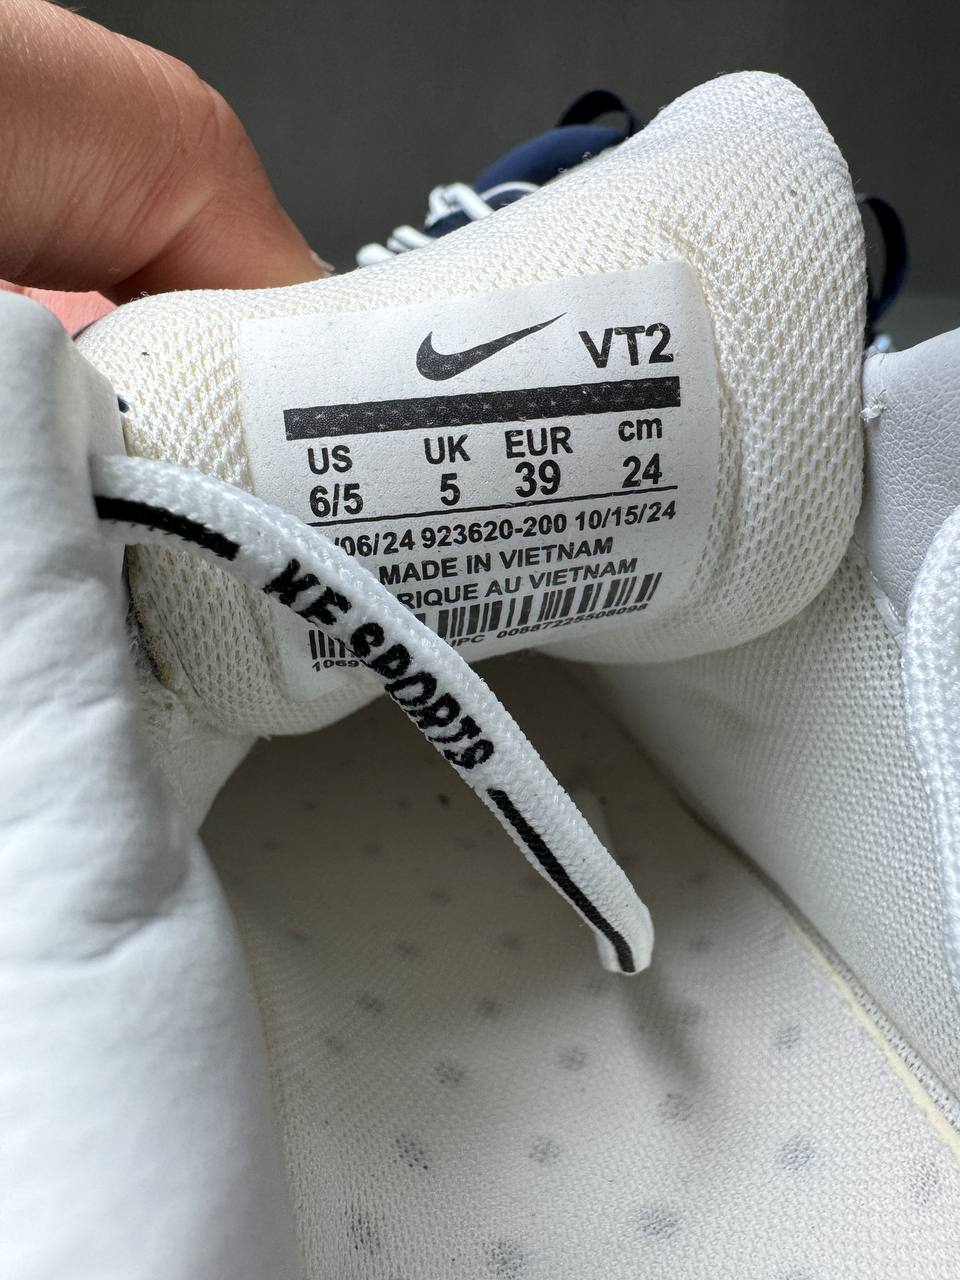 VT2
US UK EUR cm
6/5 5 39 24
/06/24 923620-200 10/15/24
MADE IN VIETNAM
RIQUE AU VIETNAM
UPC 00887225508098
1069
KE SPORTS